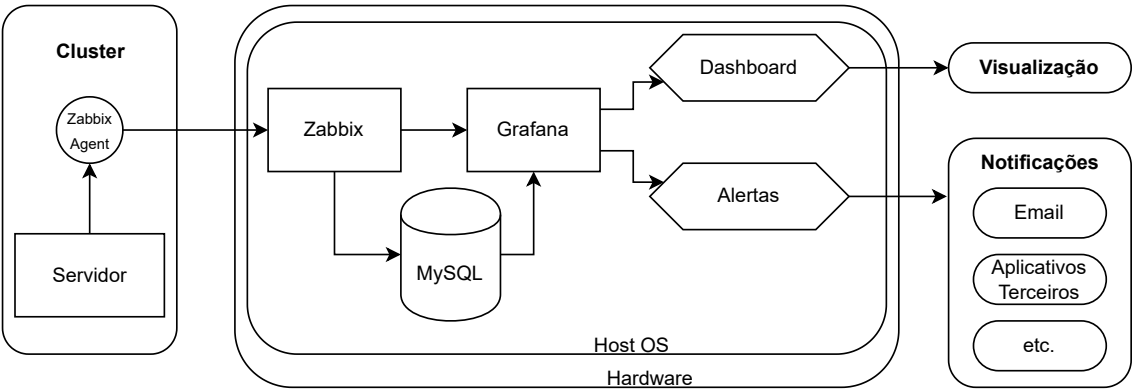 Cluster
Zabbix
Agent
Servidor
Zabbix
Grafana
MySQL
Dashboard
Alertas
Host OS
Hardware
Visualização
Notificações
Email
Aplicativos
Terceiros
etc.